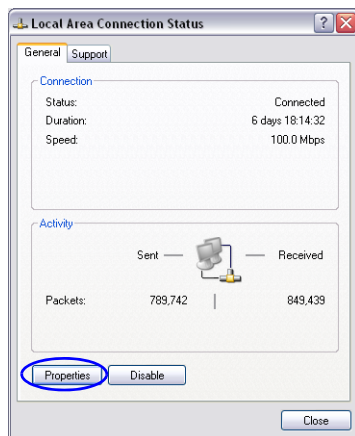 Local Area Connection Status
General Support
Connection
Status: Connected
Duration: 6 days 18:14:32
Speed: 100.0 Mbps
Activity
Sent — — Received
Packets: 789,742 | 849,439
Properties Disable
Close